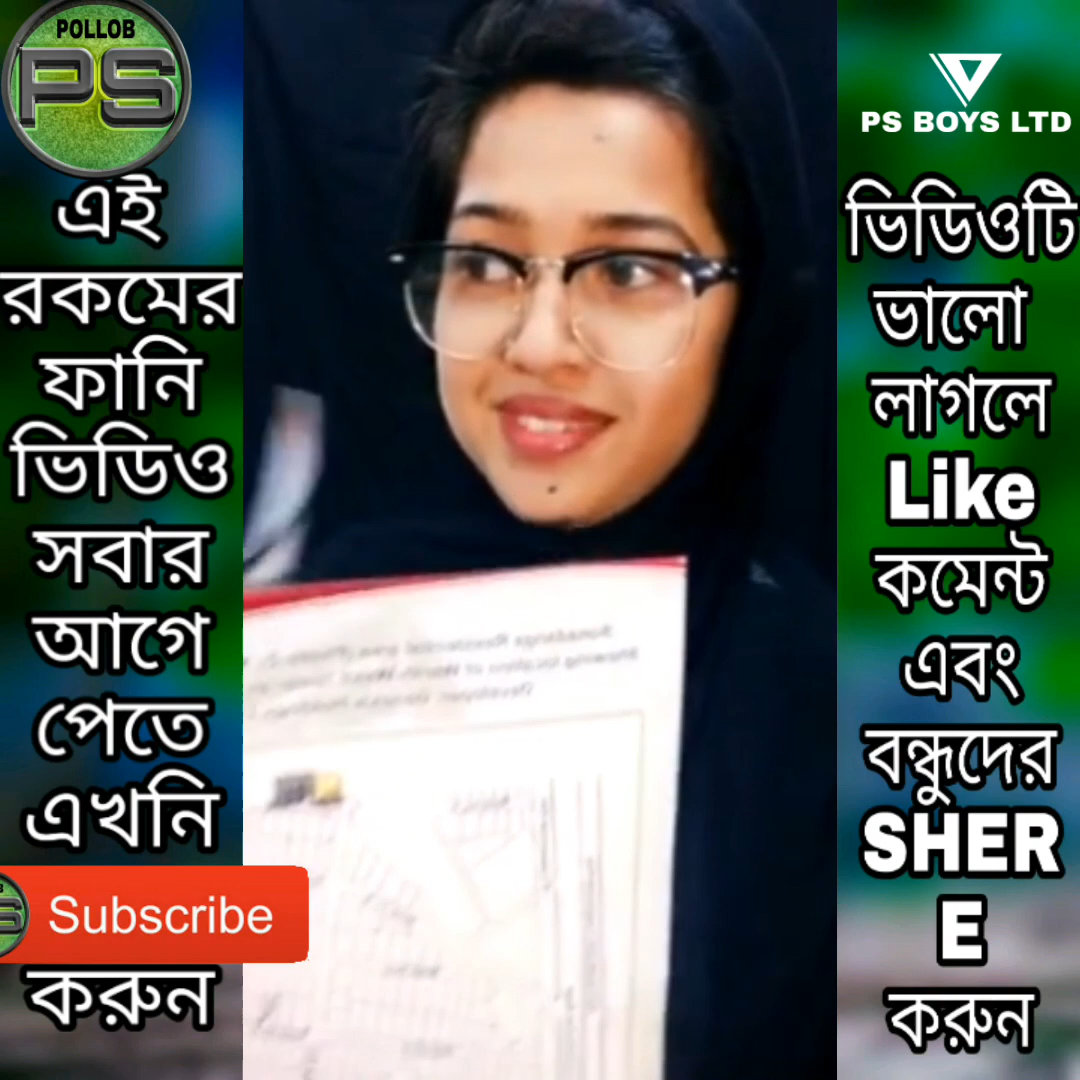 POLLOB
PS
এই
রকমের
ফানি
ভিডিও
সবার
আগে
পেতে
এখনি
Subscribe
করুন
PS BOYS LTD
ভিডিওটি
ভালো
লাগলে
Like
কমেন্ট
এবং
বন্ধুদের
SHER
E
করুন